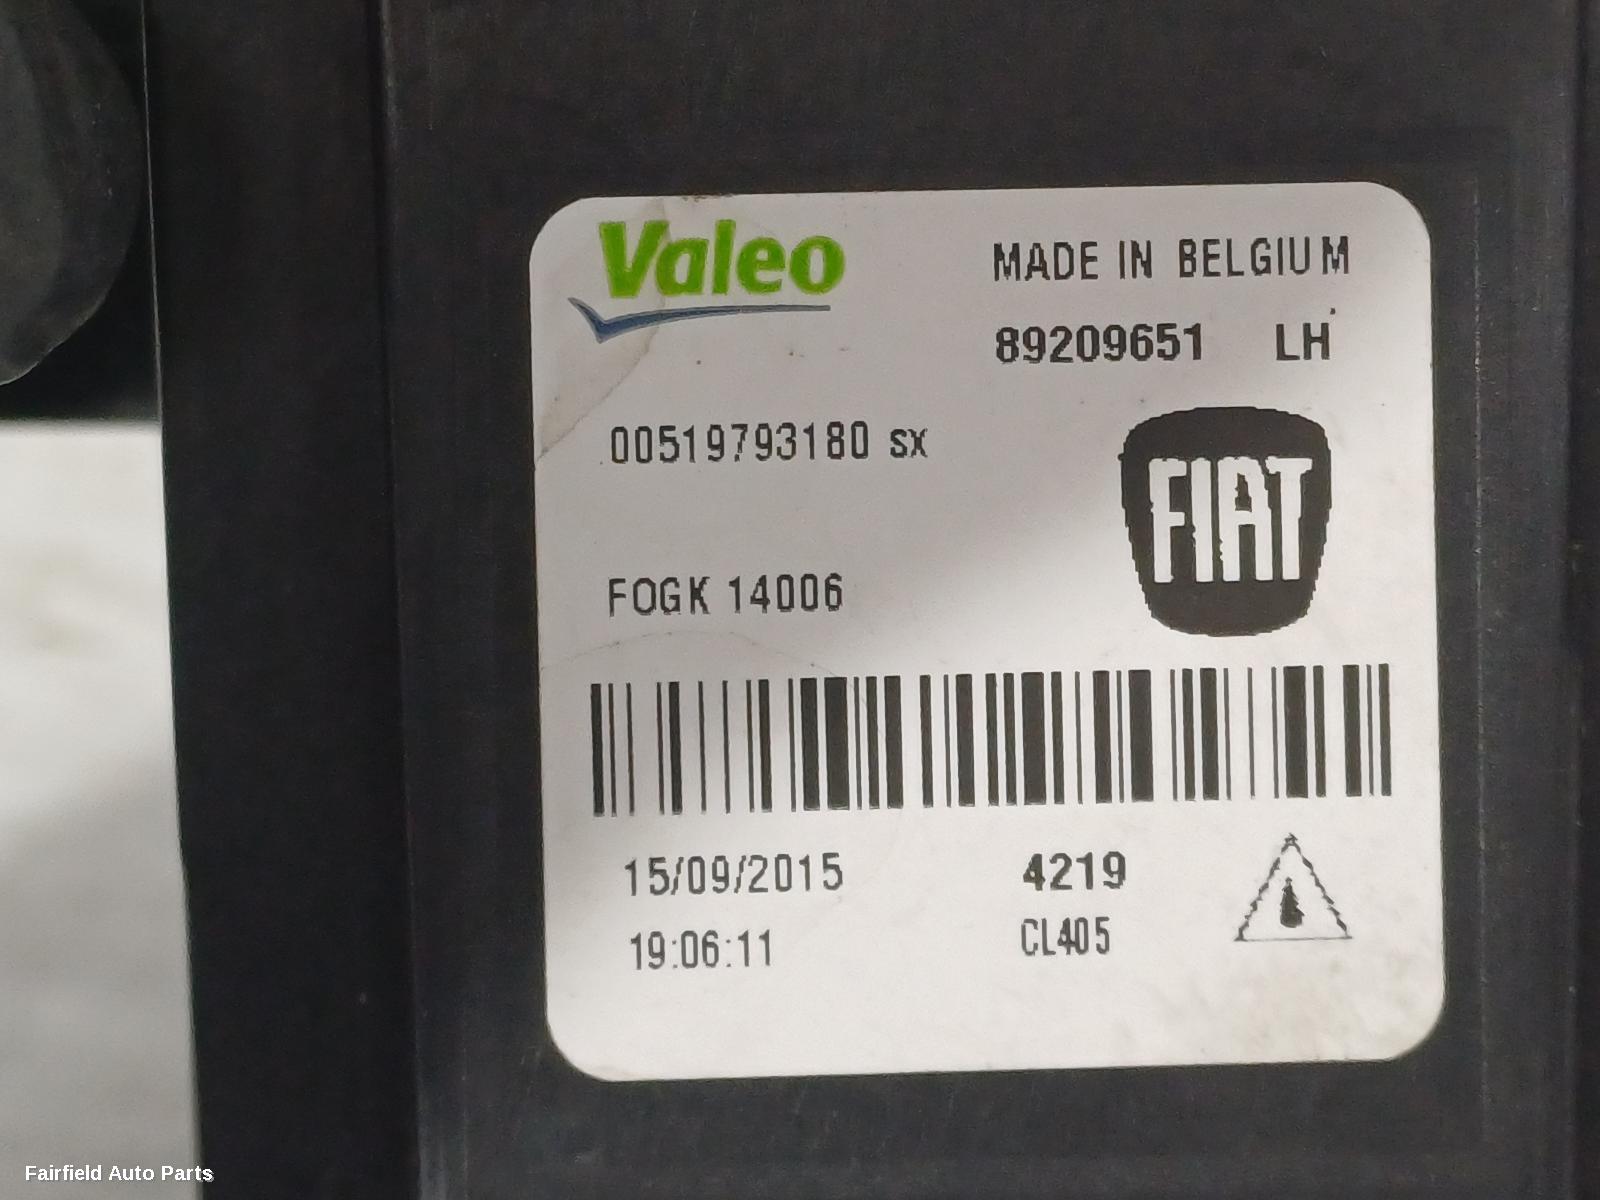 Valeo
MADE IN BELGIUM
89209651 LH
00519793180 sx
FIAT
FOGK 14006
15/09/2015 4219
19:06:11 CL405
Fairfield Auto Parts